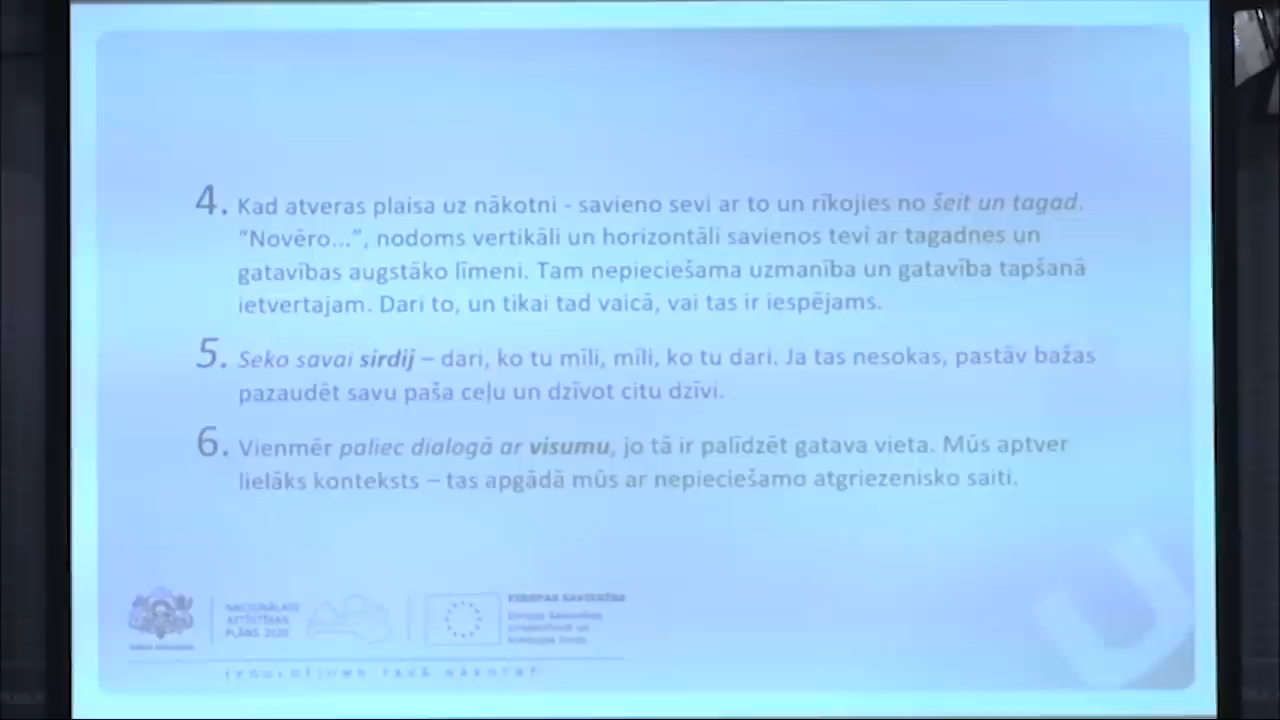 4. Kad atveras plaisa uz nākotni - savieno sevi ar to un rīkojies no šeit un tagad.
“Novēro...”, nodoms vertikāli un horizontāli savienos tevi ar tagadnes un
gatavības augstāko līmeni. Tam nepieciešama uzmanība un gatavība tapšanā
ietvertajam. Dari to, un tikai tad vaicā, vai tas ir iespējams.
5. Seko savai sirdij – dari, ko tu mīli, mīli, ko tu dari. Ja tas nesokas, pastāv bažas
pazaudēt savu paša ceļu un dzīvot citu dzīvi.
6. Vienmēr paliec dialogā ar visumu, jo tā ir palīdzēt gatava vieta. Mūs aptver
lielāks konteksts – tas apgādā mūs ar nepieciešamo atgriezenisko saiti.
NACIONĀLAIS
ATTĪSTĪBAS
PLĀNS 2020
EIROPAS SAVIENĪBA